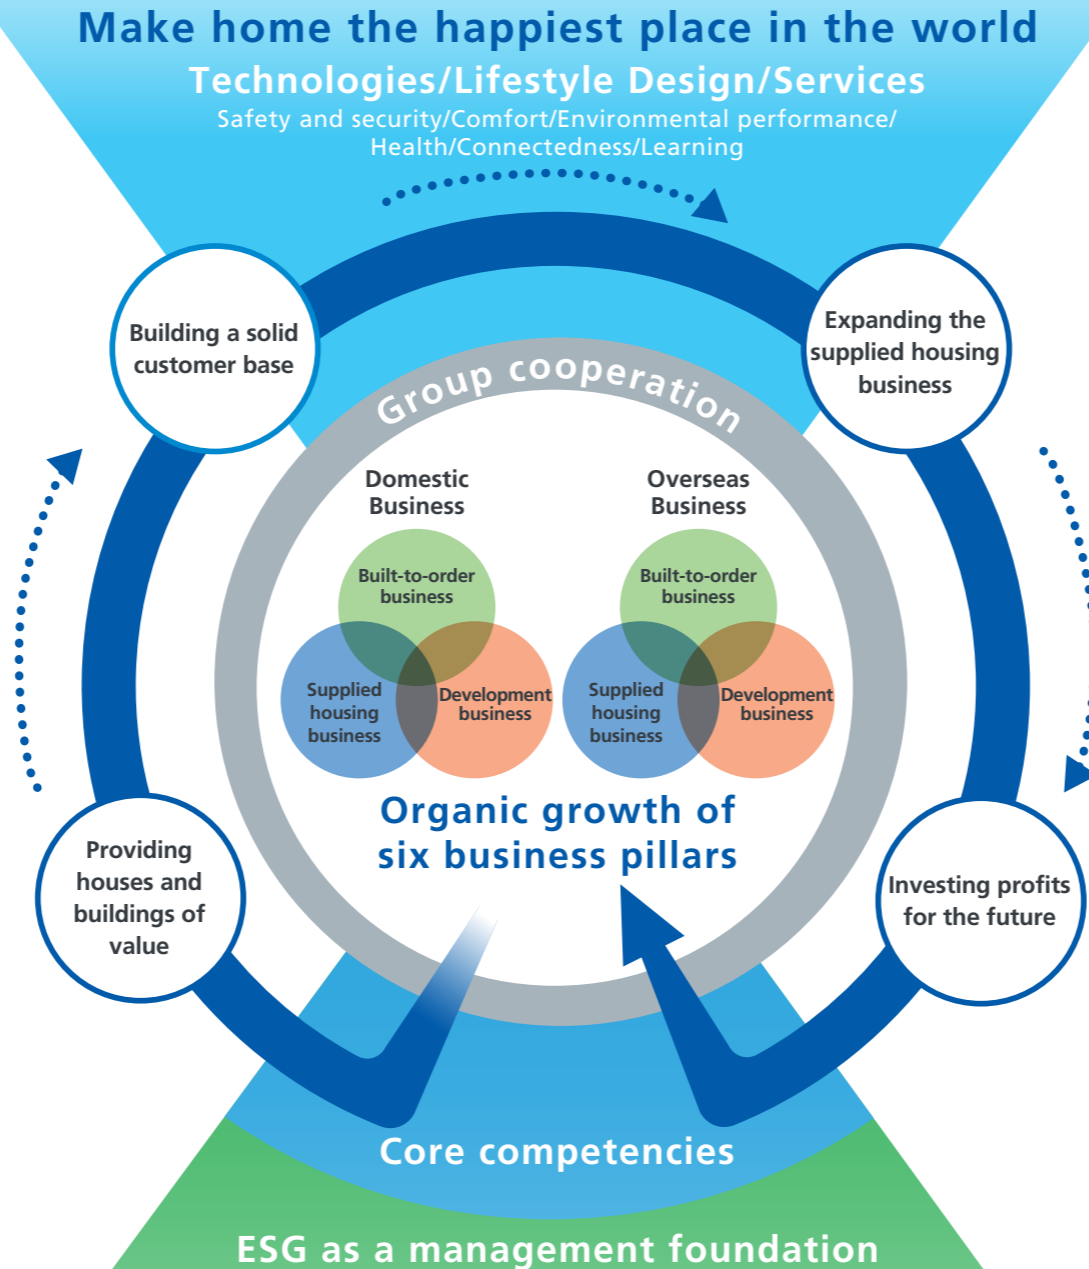 Make home the happiest place in the world
Technologies/Lifestyle Design/Services
Safety and security/Comfort/Environmental performance/
Health/Connectedness/Learning
Building a solid
customer base
Expanding the
supplied housing
business
Group cooperation
Domestic
Business
Built-to-order
business
Supplied
housing
business
Development
business
Overseas
Business
Built-to-order
business
Supplied
housing
business
Development
business
Organic growth of
six business pillars
Providing
houses and
buildings of
value
Investing profits
for the future
Core competencies
ESG as a management foundation